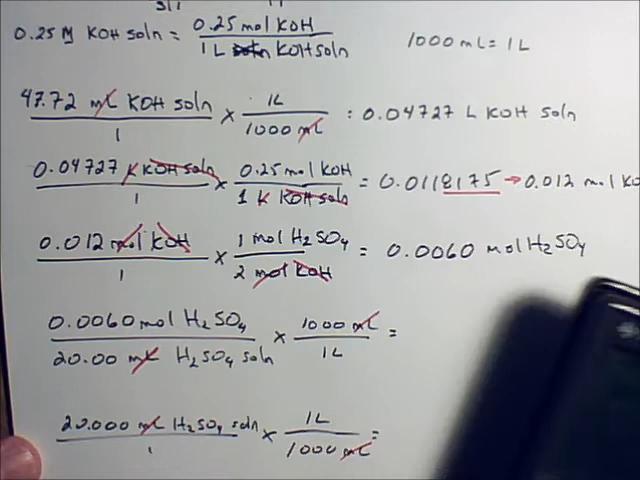 0.25 M KOH soln = 0.25 mol KOH / 1 L KOH soln 1000 mL = 1 L
47.72 mL KOH soln / 1 × 1L / 1000 mL : 0.04727 L KOH soln
0.04727 L KOH soln / 1 × 0.25 mol KOH / 1 L KOH soln = 0.0118175 → 0.012 mol KO
0.012 mol KOH / 1 × 1 mol H₂SO₄ / 2 mol KOH = 0.0060 mol H₂SO₄
0.0060 mol H₂SO₄ / 20.00 mL H₂SO₄ soln × 1000 mL / 1L =
20.000 mL H₂SO₄ soln / 1 × 1L / 1000 mL =